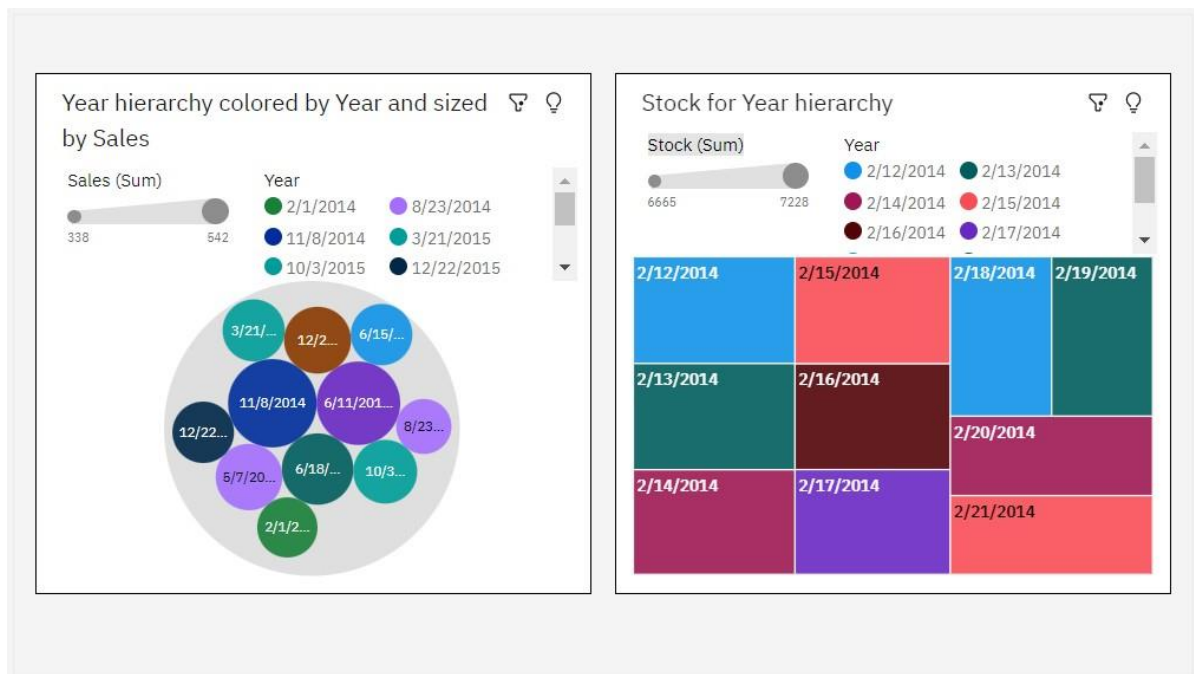 Year hierarchy colored by Year and sized
by Sales
Sales (Sum)
338 542
Year
2/1/2014 8/23/2014
11/8/2014 3/21/2015
10/3/2015 12/22/2015
3/21/...
12/2...
6/15/...
11/8/2014
6/11/201...
12/22...
8/23...
5/7/20...
6/18/...
10/3...
2/1/2...
Stock for Year hierarchy
Stock (Sum)
6665 7228
Year
2/12/2014 2/13/2014
2/14/2014 2/15/2014
2/16/2014 2/17/2014
2/12/2014 2/15/2014 2/18/2014 2/19/2014
2/13/2014 2/16/2014
2/20/2014
2/14/2014 2/17/2014
2/21/2014